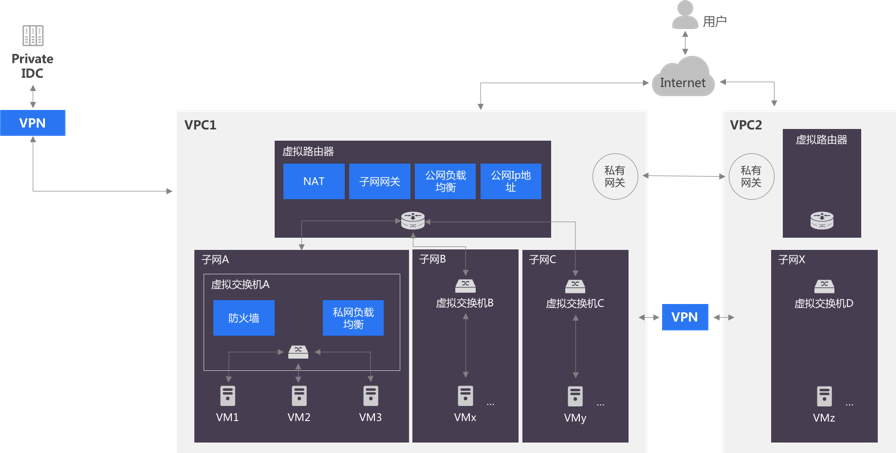 用户
Private
IDC
Internet
VPN
VPC1
虚拟路由器
NAT
子网网关
公网负载
均衡
公网Ip地
址
私有
网关
子网A
虚拟交换机A
防火墙
私网负载
均衡
VM1
VM2
VM3
子网B
虚拟交换机B
VMx
...
子网C
虚拟交换机C
VMy
...
VPN
VPC2
虚拟路由器
私有
网关
子网X
虚拟交换机D
VMz
...